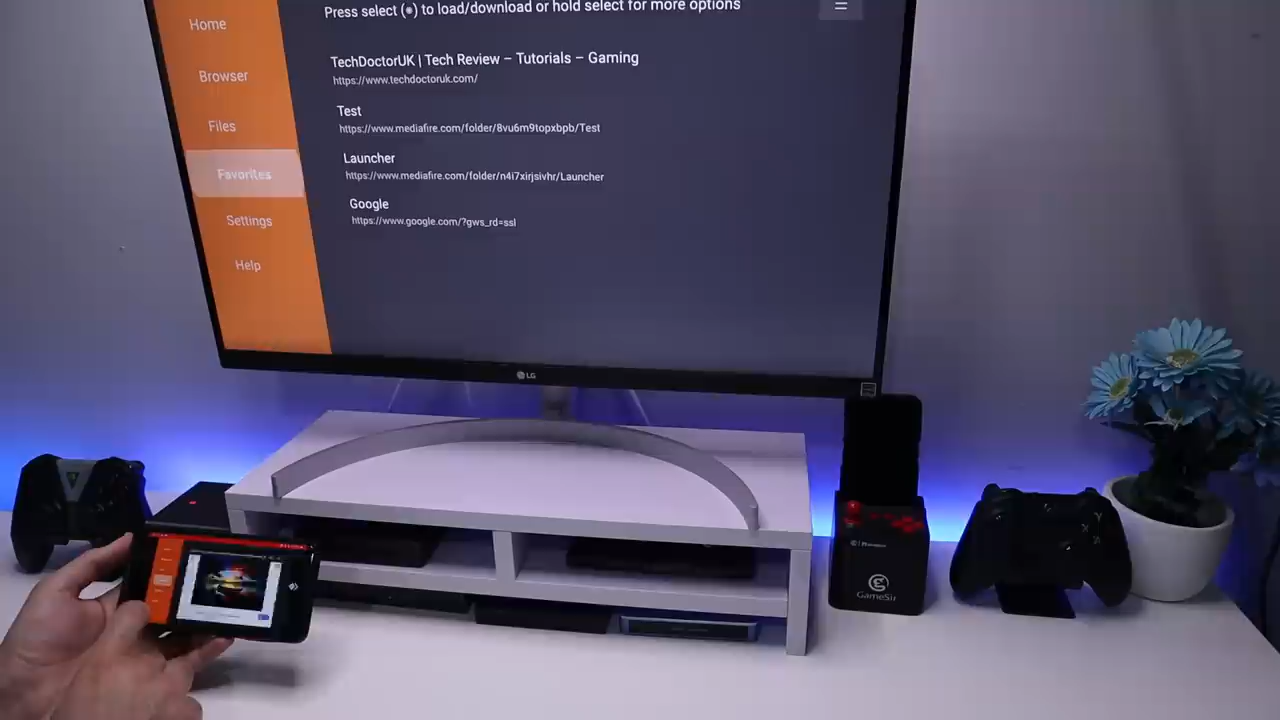 Home
Browser
Files
Favorites
Settings
Help
Press select (◉) to load/download or hold select for more options
TechDoctorUK | Tech Review – Tutorials – Gaming
https://www.techdoctoruk.com/
Test
https://www.mediafire.com/folder/8vu6m9topxbpb/Test
Launcher
https://www.mediafire.com/folder/n4i7xirjsivhr/Launcher
Google
https://www.google.com/?gws_rd=ssl
LG
GameSir
Y
X